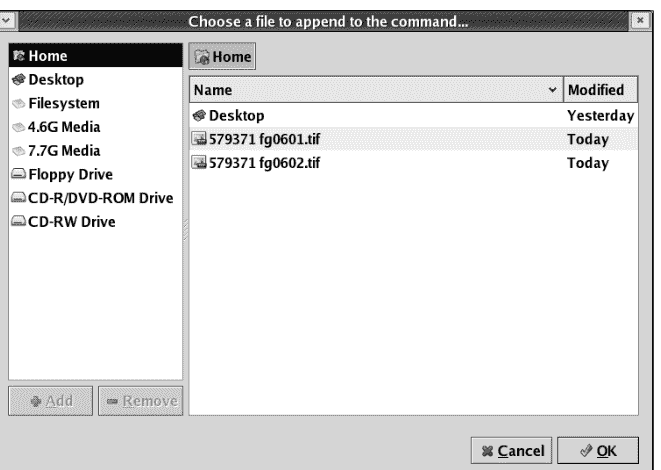 Choose a file to append to the command...
Home
Desktop
Filesystem
4.6G Media
7.7G Media
Floppy Drive
CD-R/DVD-ROM Drive
CD-RW Drive
Add Remove
Home
Name Modified
Desktop Yesterday
579371 fg0601.tif Today
579371 fg0602.tif Today
Cancel OK